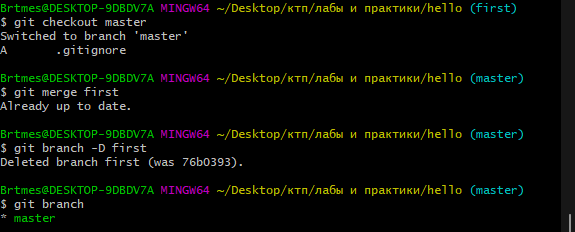 Brtmes@DESKTOP-9DBDV7A MINGW64 ~/Desktop/ктп/лабы и практики/hello (first)
$ git checkout master
Switched to branch 'master'
A       .gitignore
Brtmes@DESKTOP-9DBDV7A MINGW64 ~/Desktop/ктп/лабы и практики/hello (master)
$ git merge first
Already up to date.
Brtmes@DESKTOP-9DBDV7A MINGW64 ~/Desktop/ктп/лабы и практики/hello (master)
$ git branch -D first
Deleted branch first (was 76b0393).
Brtmes@DESKTOP-9DBDV7A MINGW64 ~/Desktop/ктп/лабы и практики/hello (master)
$ git branch
* master